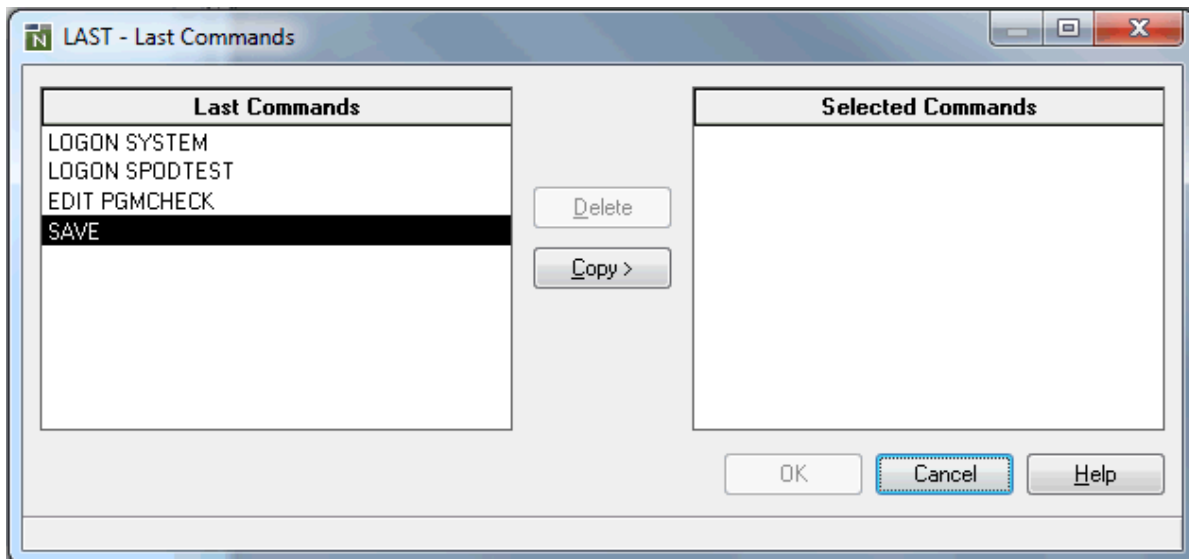 LAST - Last Commands
Last Commands
LOGON SYSTEM
LOGON SPODTEST
EDIT PGMCHECK
SAVE
Delete
Copy >
Selected Commands
OK
Cancel
Help